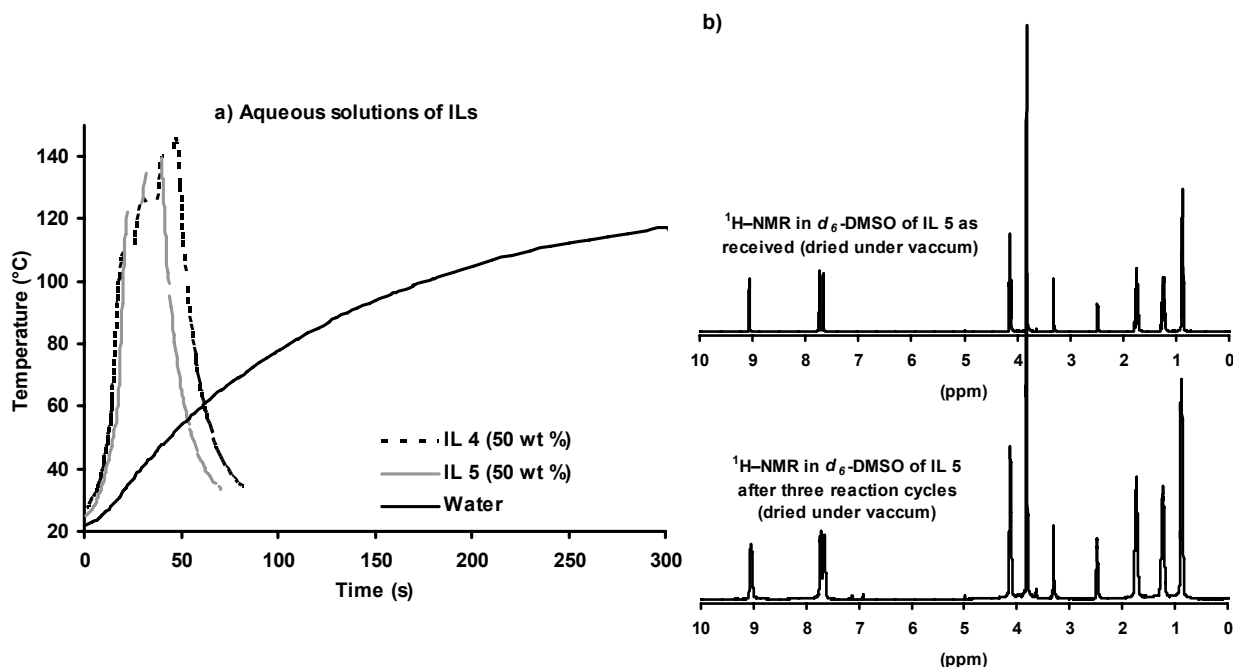 a) Aqueous solutions of ILs
Temperature (°C)
140
120
100
80
60
40
20
0
50
100
150
200
250
300
Time (s)
IL 4 (50 wt %)
IL 5 (50 wt %)
Water
b)
¹H–NMR in d₆-DMSO of IL 5 as
received (dried under vaccum)
10 9 8 7 6 5 4 3 2 1 0
(ppm)
¹H–NMR in d₆-DMSO of IL 5
after three reaction cycles
(dried under vaccum)
10 9 8 7 6 5 4 3 2 1 0
(ppm)